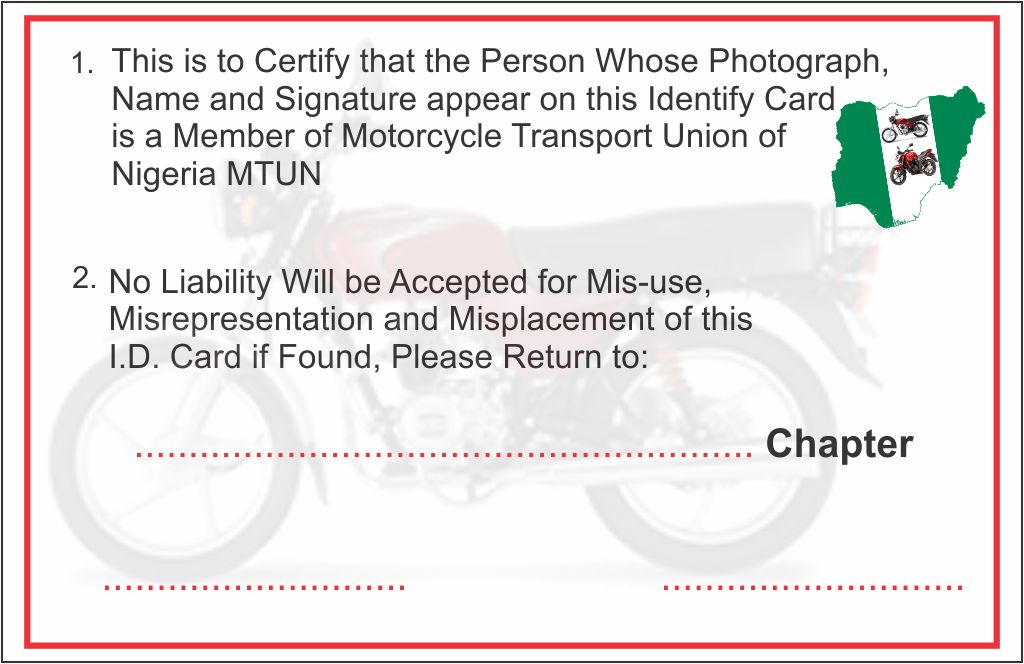 1. This is to Certify that the Person Whose Photograph,
Name and Signature appear on this Identify Card
is a Member of Motorcycle Transport Union of
Nigeria MTUN
2. No Liability Will be Accepted for Mis-use,
Misrepresentation and Misplacement of this
I.D. Card if Found, Please Return to:
......................................................... Chapter
............................ ............................